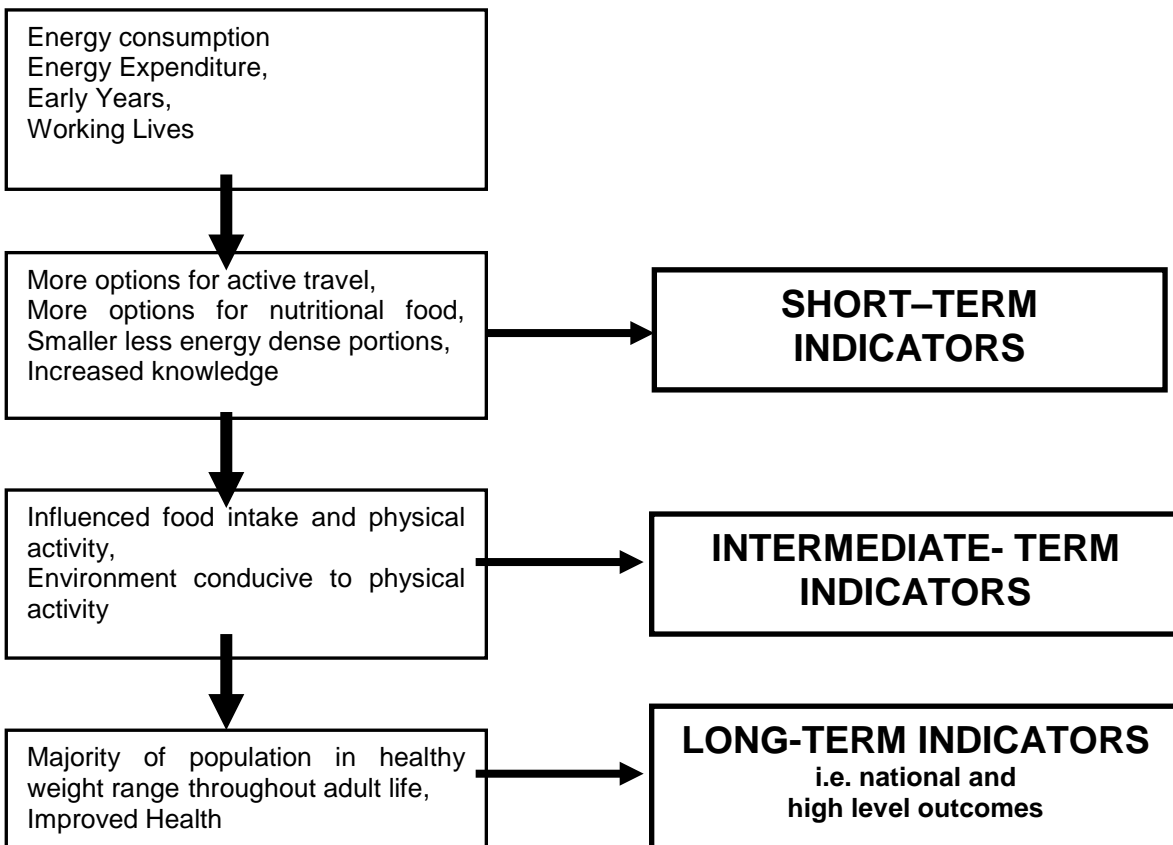 Energy consumption
Energy Expenditure,
Early Years,
Working Lives
More options for active travel,
More options for nutritional food,
Smaller less energy dense portions,
Increased knowledge
SHORT–TERM
INDICATORS
Influenced food intake and physical
activity,
Environment conducive to physical
activity
INTERMEDIATE- TERM
INDICATORS
Majority of population in healthy
weight range throughout adult life,
Improved Health
LONG-TERM INDICATORS
i.e. national and
high level outcomes